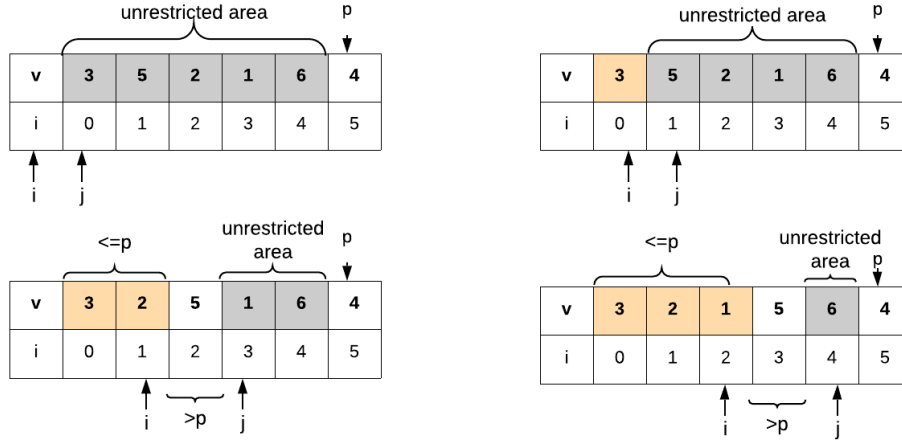 unrestricted area
p
v 3 5 2 1 6 4
i 0 1 2 3 4 5
i j
unrestricted area
p
v 3 5 2 1 6 4
i 0 1 2 3 4 5
i j
<=p
unrestricted
area
p
v 3 2 5 1 6 4
i 0 1 2 3 4 5
i >p j
<=p
unrestricted
area
p
v 3 2 1 5 6 4
i 0 1 2 3 4 5
i >p j